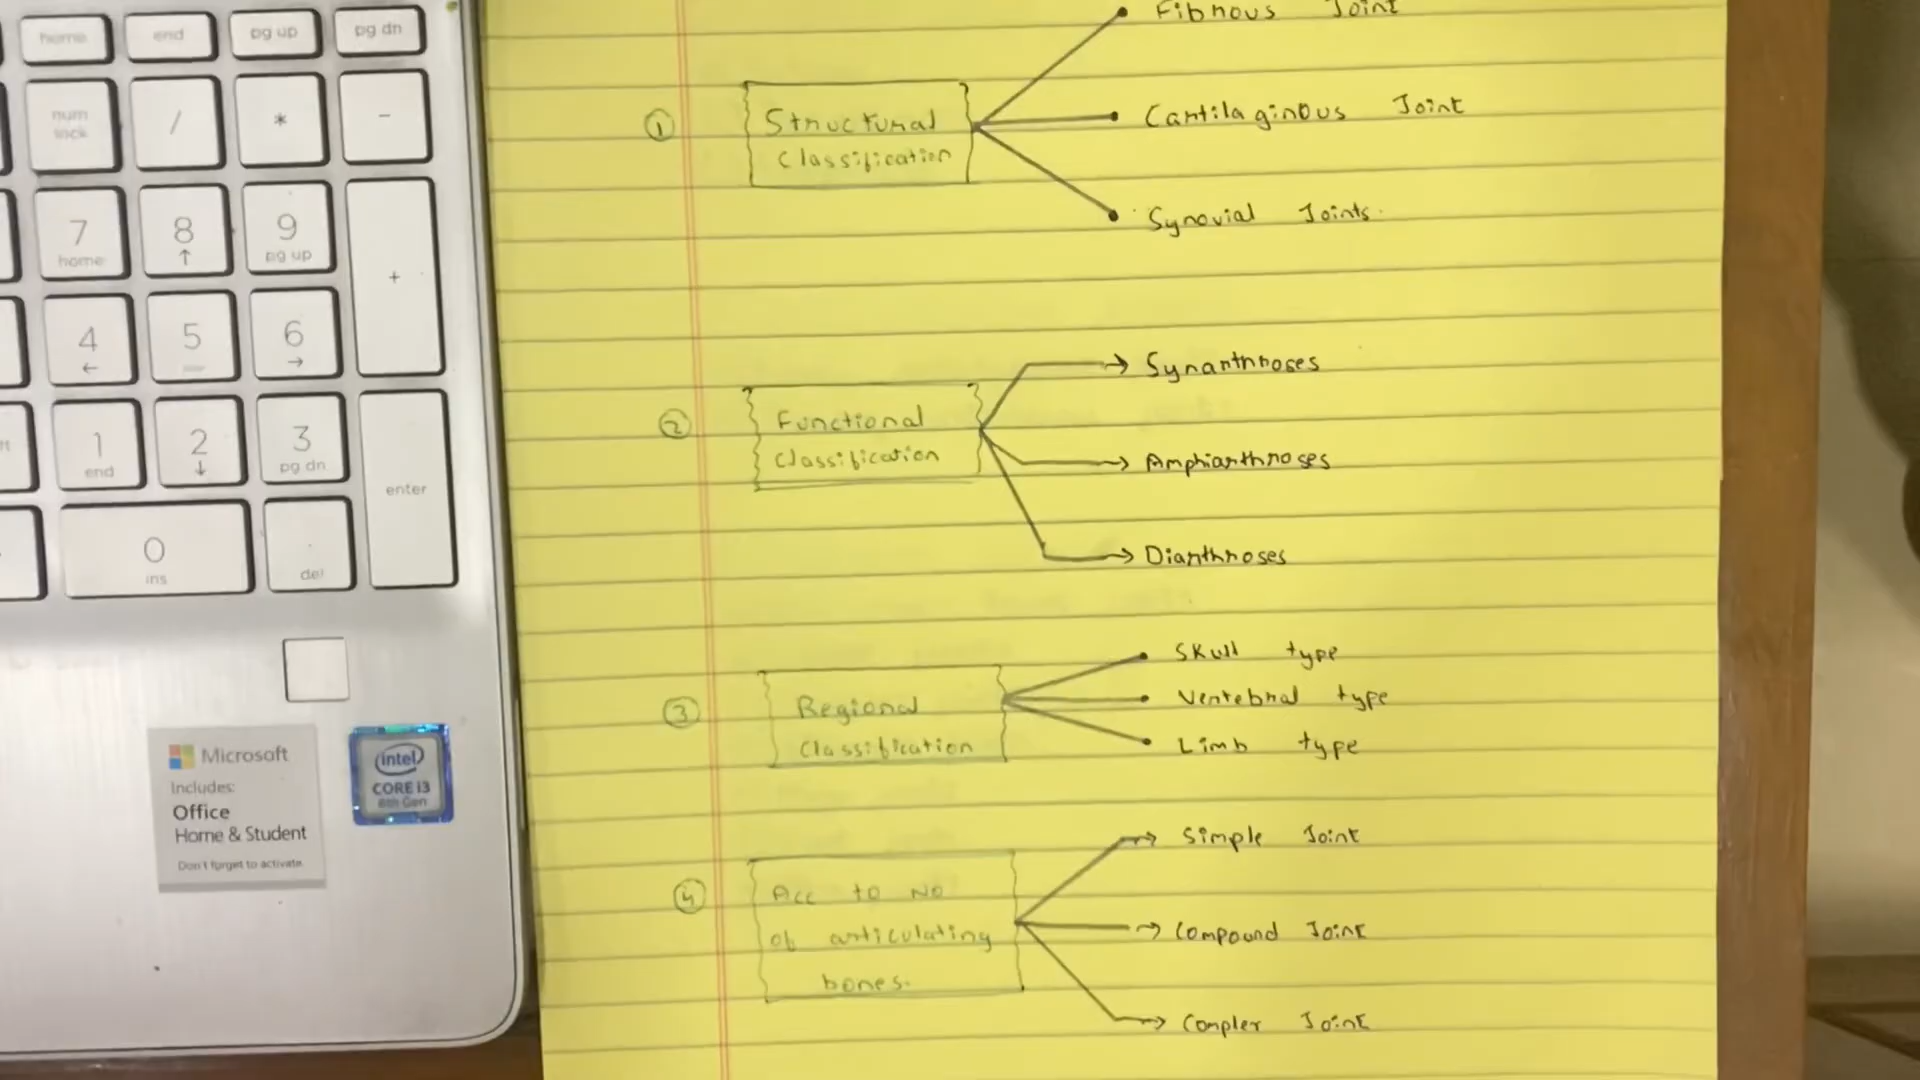 home end pg up pg dn
num lock / * -
7 home 8 ↑ 9 pg up +
4 ← 5 6 →
1 end 2 ↓ 3 pg dn enter
0 ins . del
Microsoft
Includes:
Office
Home & Student
Don't forget to activate.
intel
CORE i3
6th Gen
① Structural
Classification
Fibrous Joint
Cartilaginous Joint
Synovial Joints.
② Functional
Classification
→ Synarthroses
→ Amphiarthroses
→ Diarthroses
③ Regional
Classification
Skull type
Vertebral type
Limb type
④ Acc to No
of articulating
bones.
→ Simple Joint
→ Compound Joint
→ Complex Joint